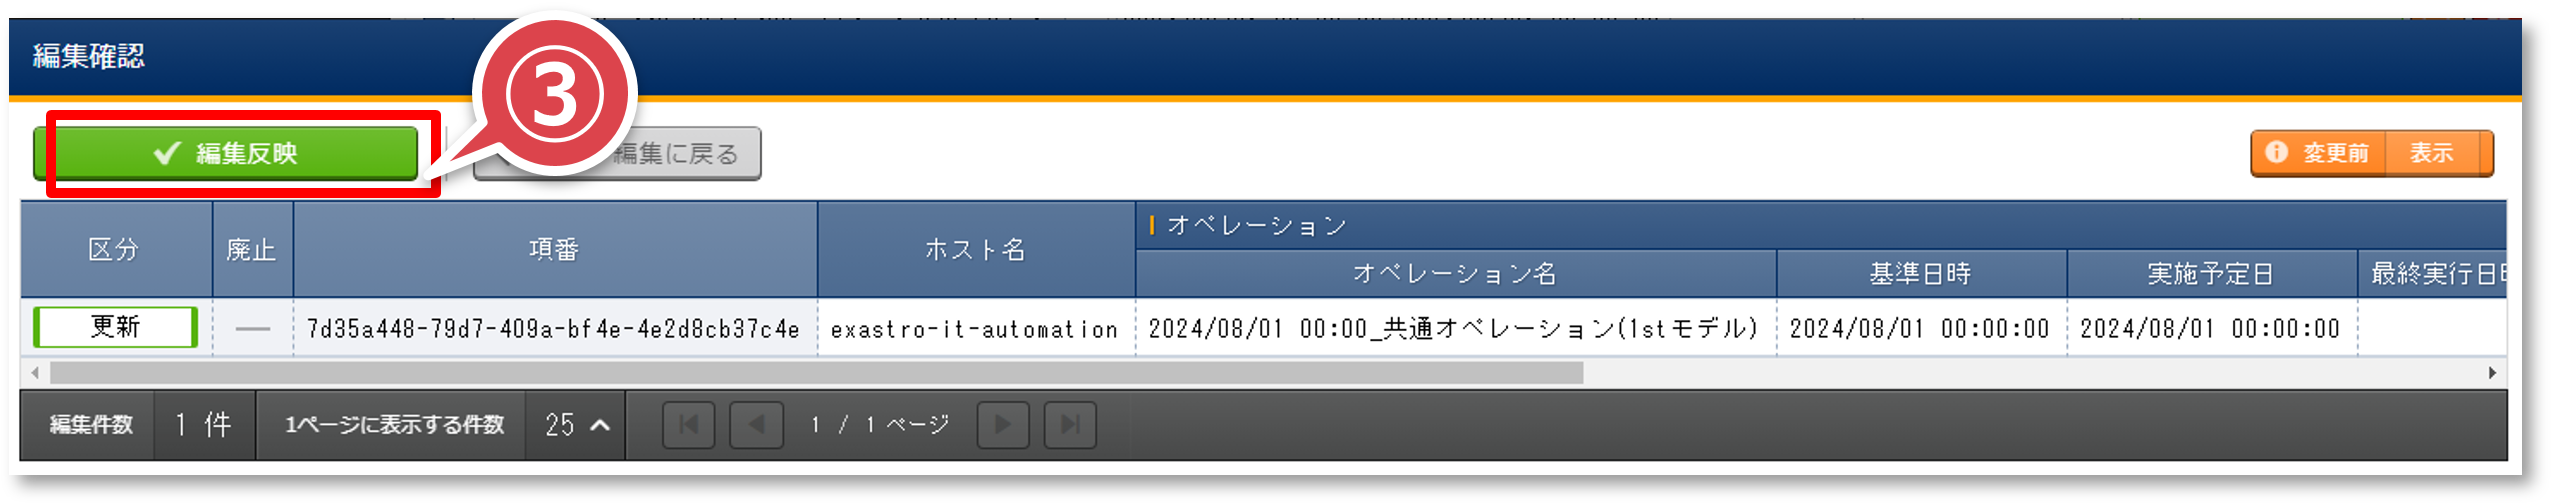 編集確認
③
編集反映
編集に戻る
変更前 表示
区分 廃止 項番 ホスト名 オペレーション
オペレーション名 基準日時 実施予定日 最終実行日
更新 — 7d35a448-79d7-409a-bf4e-4e2d8cb37c4e exastro-it-automation 2024/08/01 00:00_共通オペレーション(1stモデル) 2024/08/01 00:00:00 2024/08/01 00:00:00
編集件数 1 件 1ページに表示する件数 25 1 / 1 ページ